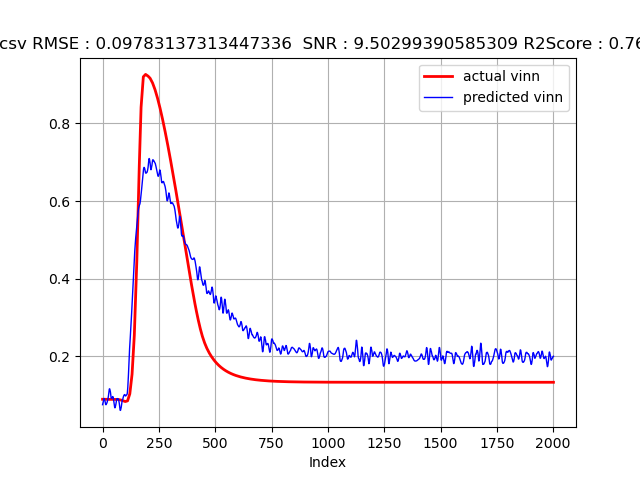 csv RMSE : 0.09783137313447336  SNR : 9.50299390585309 R2Score : 0.76
actual vinn
predicted vinn
0.8
0.6
0.4
0.2
0 250 500 750 1000 1250 1500 1750 2000
Index